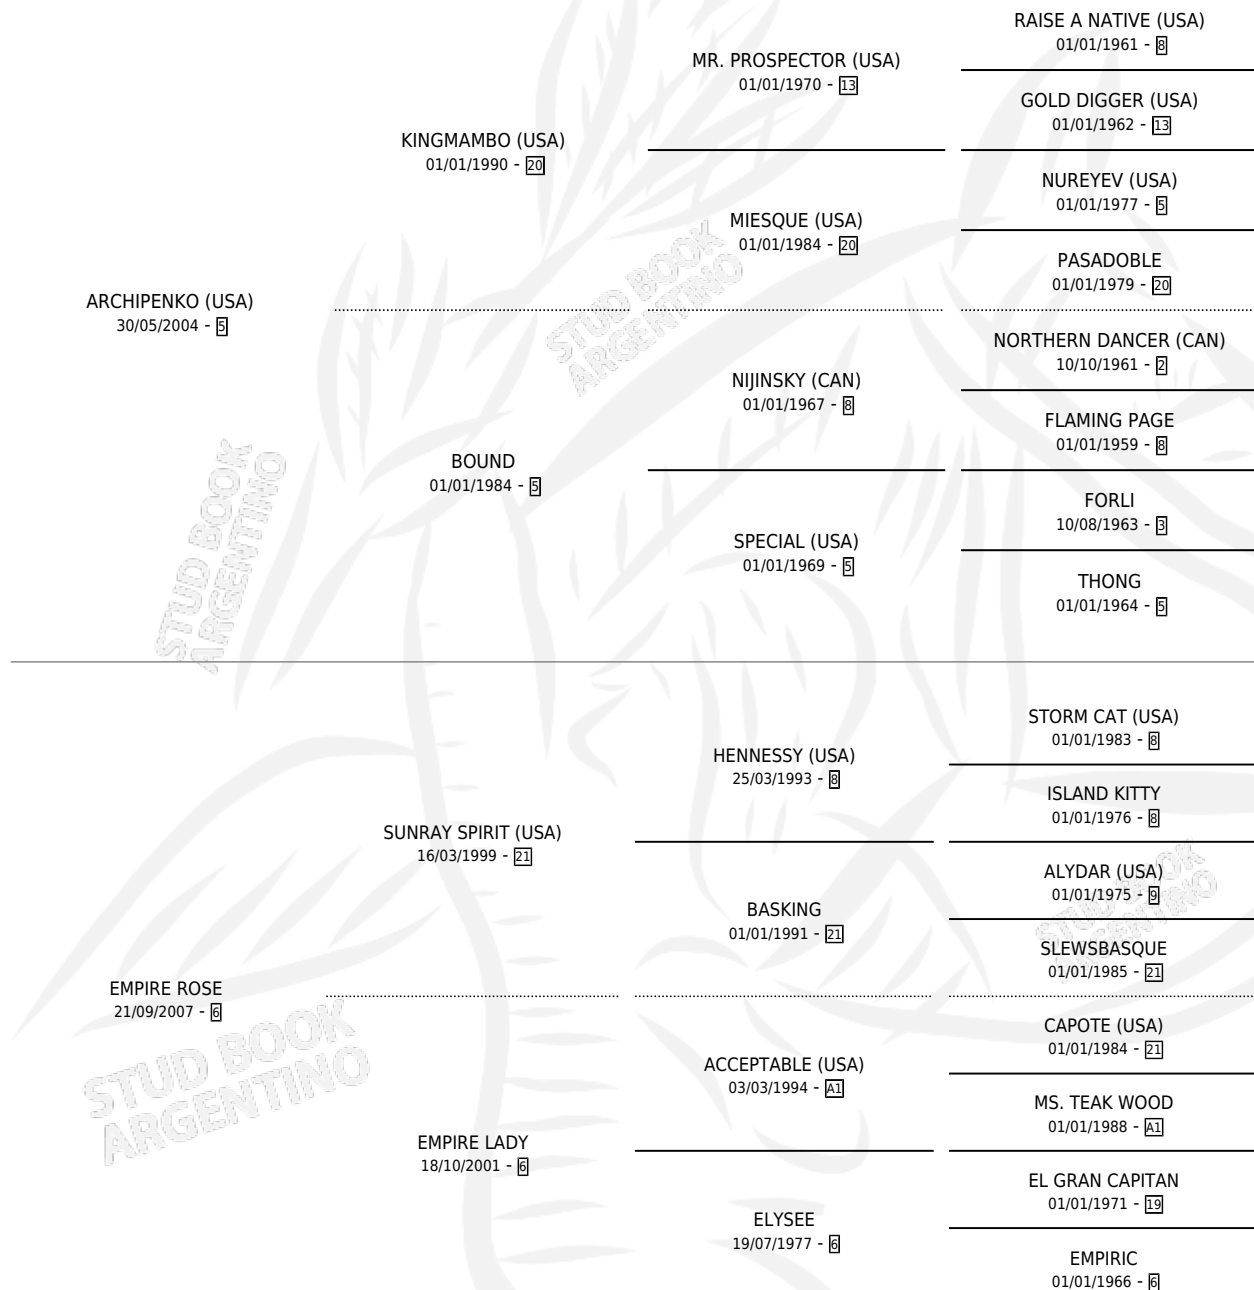 RAISE A NATIVE (USA)
01/01/1961 - 8
MR. PROSPECTOR (USA)
01/01/1970 - 13
GOLD DIGGER (USA)
01/01/1962 - 13
KINGMAMBO (USA)
01/01/1990 - 20
NUREYEV (USA)
01/01/1977 - 5
MIESQUE (USA)
01/01/1984 - 20
PASADOBLE
01/01/1979 - 20
ARCHIPENKO (USA)
30/05/2004 - 5
NORTHERN DANCER (CAN)
10/10/1961 - 2
NIJINSKY (CAN)
01/01/1967 - 8
FLAMING PAGE
01/01/1959 - 8
BOUND
01/01/1984 - 5
FORLI
10/08/1963 - 3
SPECIAL (USA)
01/01/1969 - 5
THONG
01/01/1964 - 5
STORM CAT (USA)
01/01/1983 - 8
HENNESSY (USA)
25/03/1993 - 8
ISLAND KITTY
01/01/1976 - 8
SUNRAY SPIRIT (USA)
16/03/1999 - 21
ALYDAR (USA)
01/01/1975 - 9
BASKING
01/01/1991 - 21
SLEWSBASQUE
01/01/1985 - 21
EMPIRE ROSE
21/09/2007 - 6
CAPOTE (USA)
01/01/1984 - 21
ACCEPTABLE (USA)
03/03/1994 - A1
MS. TEAK WOOD
01/01/1988 - A1
EMPIRE LADY
18/10/2001 - 6
EL GRAN CAPITAN
01/01/1971 - 19
ELYSEE
19/07/1977 - 6
EMPIRIC
01/01/1966 - 6
STUD BOOK
ARGENTINO
STUD BOOK
ARGENTINO
STUD BOOK
ARGENTINO
STUD BOOK
ARGENTINO